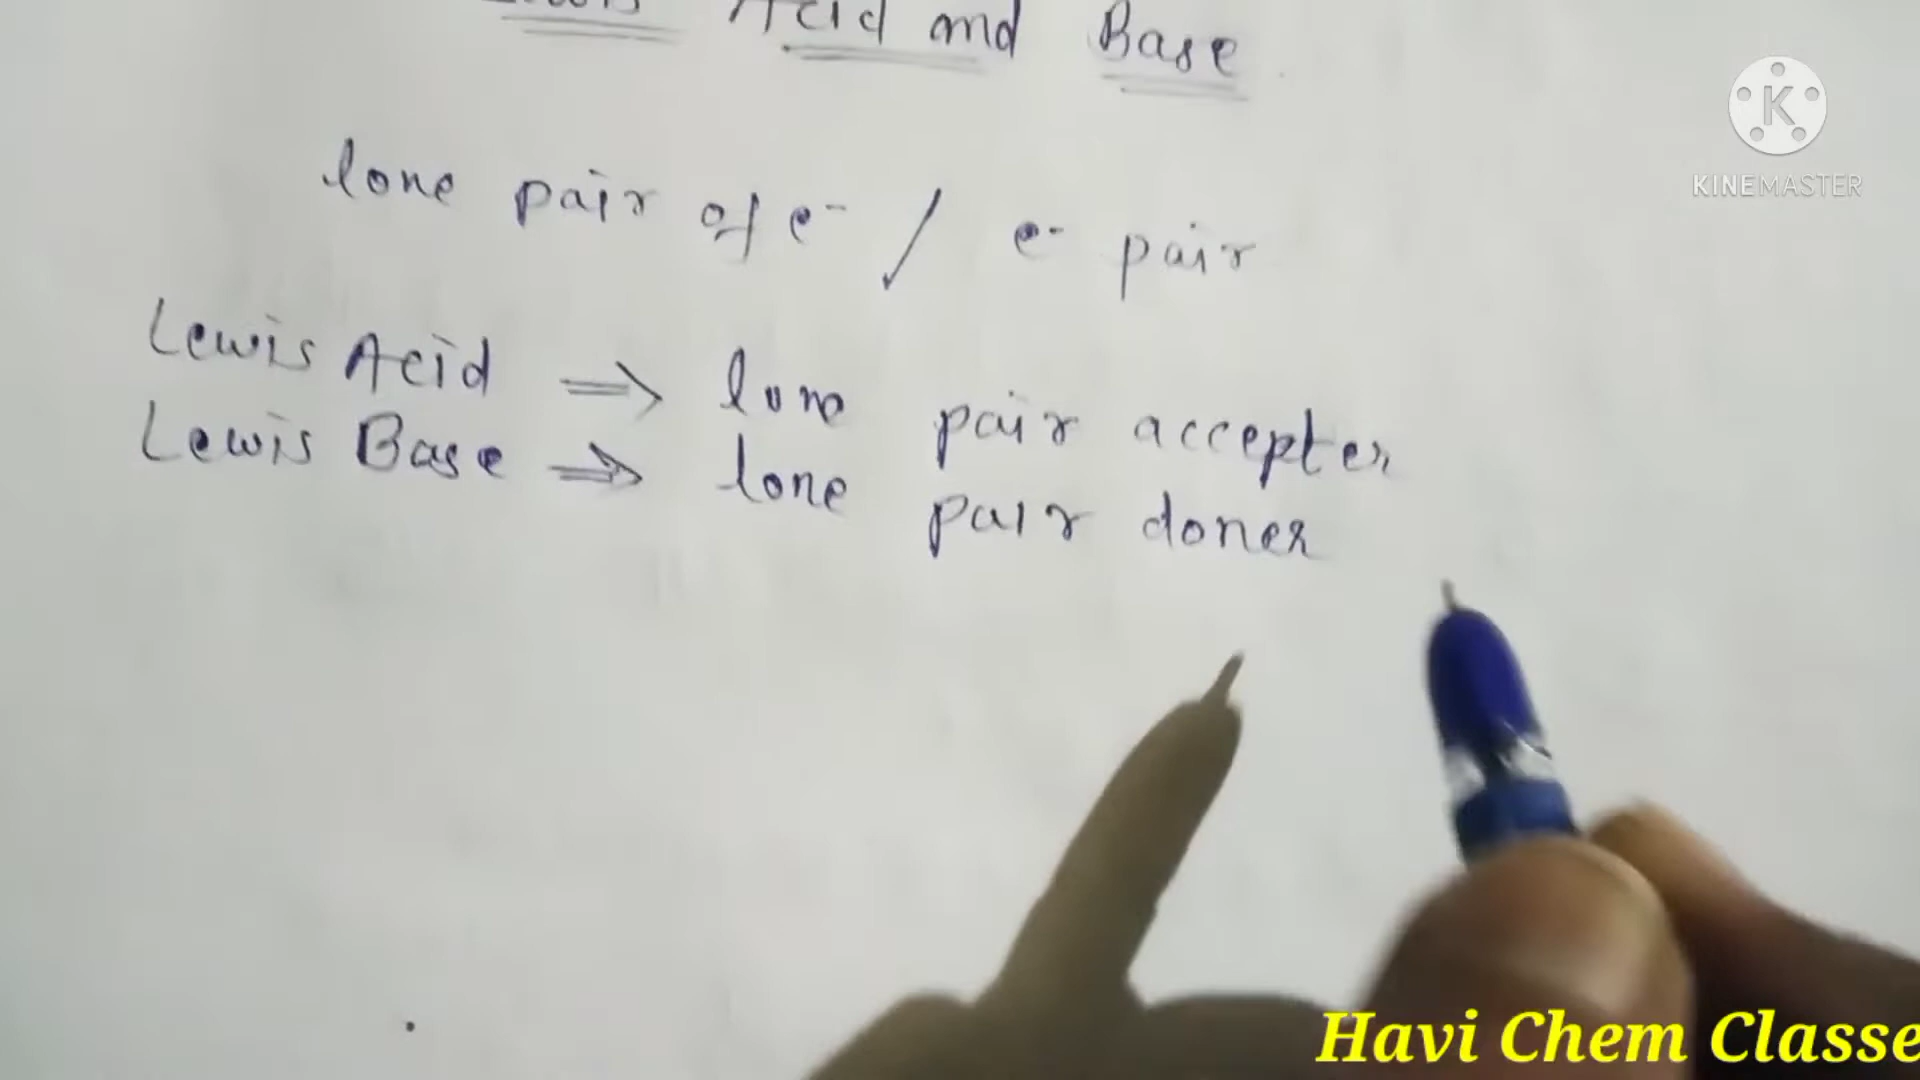 Acid and Base
K
KINEMASTER
lone pair of e- / e- pair
Lewis Acid ⇒ lone pair accepter
Lewis Base ⇒ lone pair doner
Havi Chem Classe